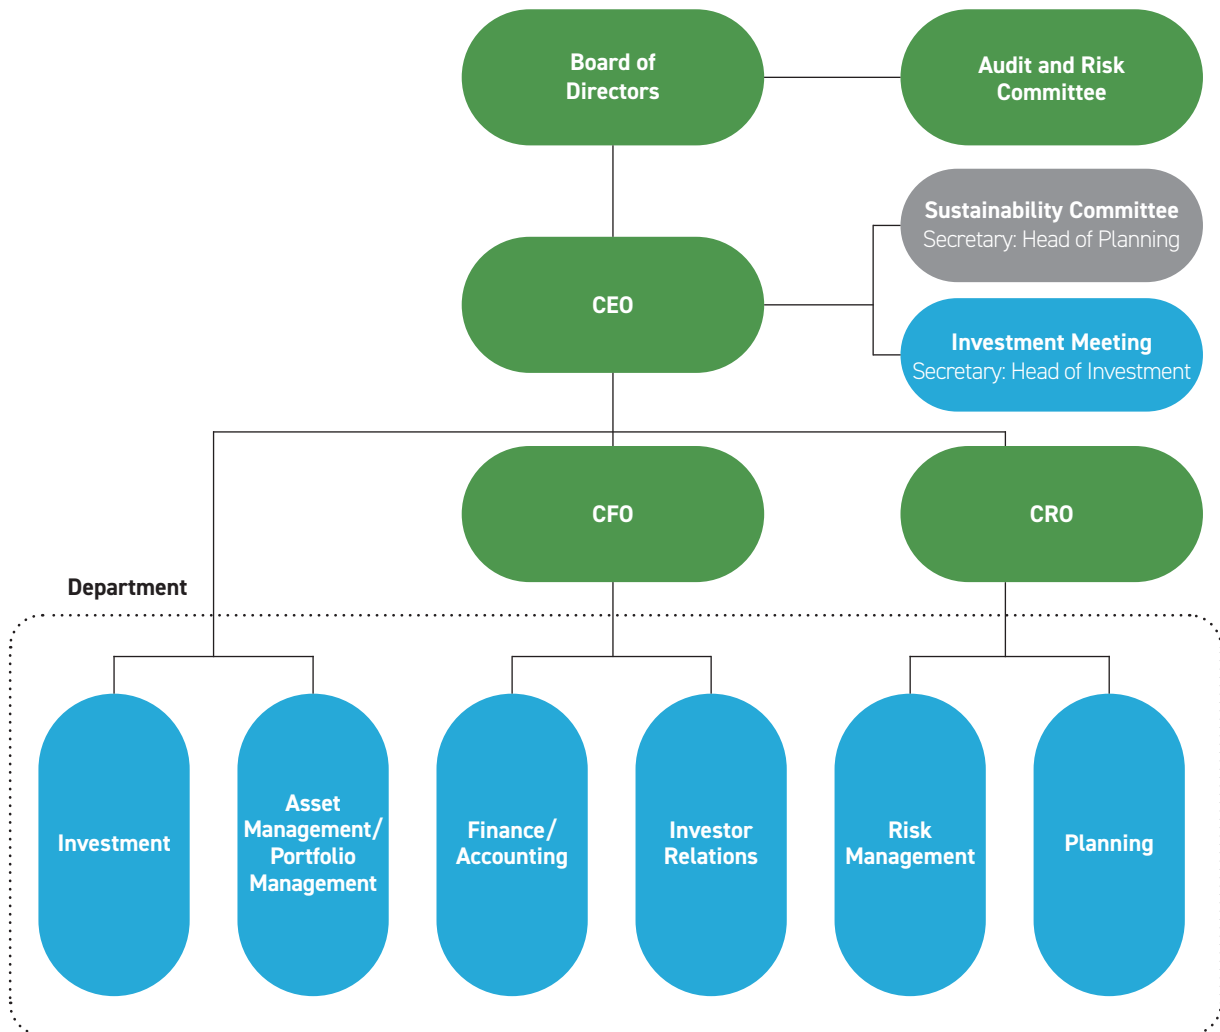 Board of
Directors
Audit and Risk
Committee
Sustainability Committee
Secretary: Head of Planning
CEO
Investment Meeting
Secretary: Head of Investment
CFO
CRO
Department
Investment
Asset
Management/
Portfolio
Management
Finance/
Accounting
Investor
Relations
Risk
Management
Planning